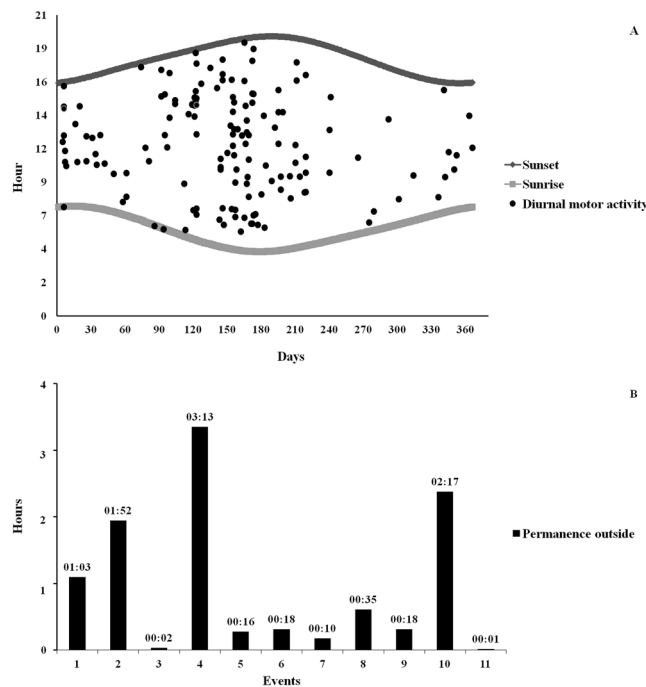 A
21
19
16
14
12
9
7
4
2
0
Hour
0 30 60 90 120 150 180 210 240 270 300 330 360
Days
Sunset
Sunrise
Diurnal motor activity
B
4
3
2
1
0
Hours
01:03
01:52
00:02
03:13
00:16
00:18
00:10
00:35
00:18
02:17
00:01
1 2 3 4 5 6 7 8 9 10 11
Events
Permanence outside